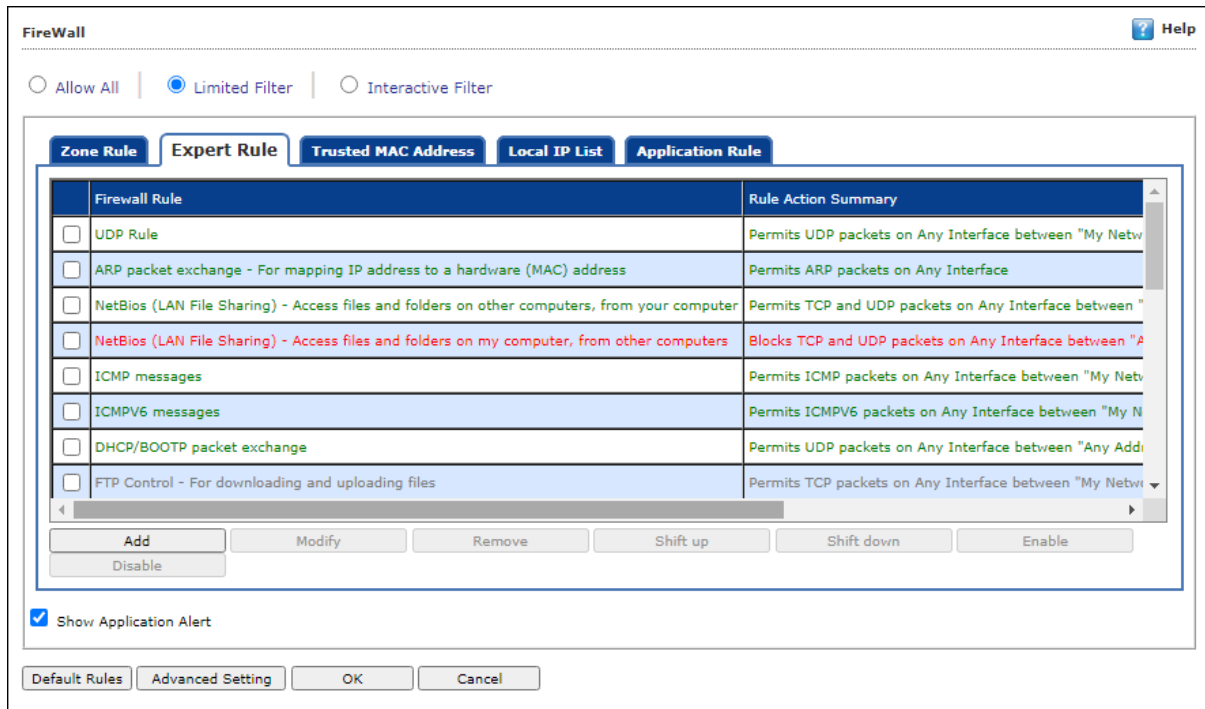 FireWall
? Help
Allow All Limited Filter Interactive Filter
Zone Rule Expert Rule Trusted MAC Address Local IP List Application Rule
Firewall Rule Rule Action Summary
UDP Rule Permits UDP packets on Any Interface between "My Netw
ARP packet exchange - For mapping IP address to a hardware (MAC) address Permits ARP packets on Any Interface
NetBios (LAN File Sharing) - Access files and folders on other computers, from your computer Permits TCP and UDP packets on Any Interface between "
NetBios (LAN File Sharing) - Access files and folders on my computer, from other computers Blocks TCP and UDP packets on Any Interface between "A
ICMP messages Permits ICMP packets on Any Interface between "My Netw
ICMPV6 messages Permits ICMPV6 packets on Any Interface between "My N
DHCP/BOOTP packet exchange Permits UDP packets on Any Interface between "Any Addr
FTP Control - For downloading and uploading files Permits TCP packets on Any Interface between "My Netwo
Add Modify Remove Shift up Shift down Enable
Disable
Show Application Alert
Default Rules Advanced Setting OK Cancel